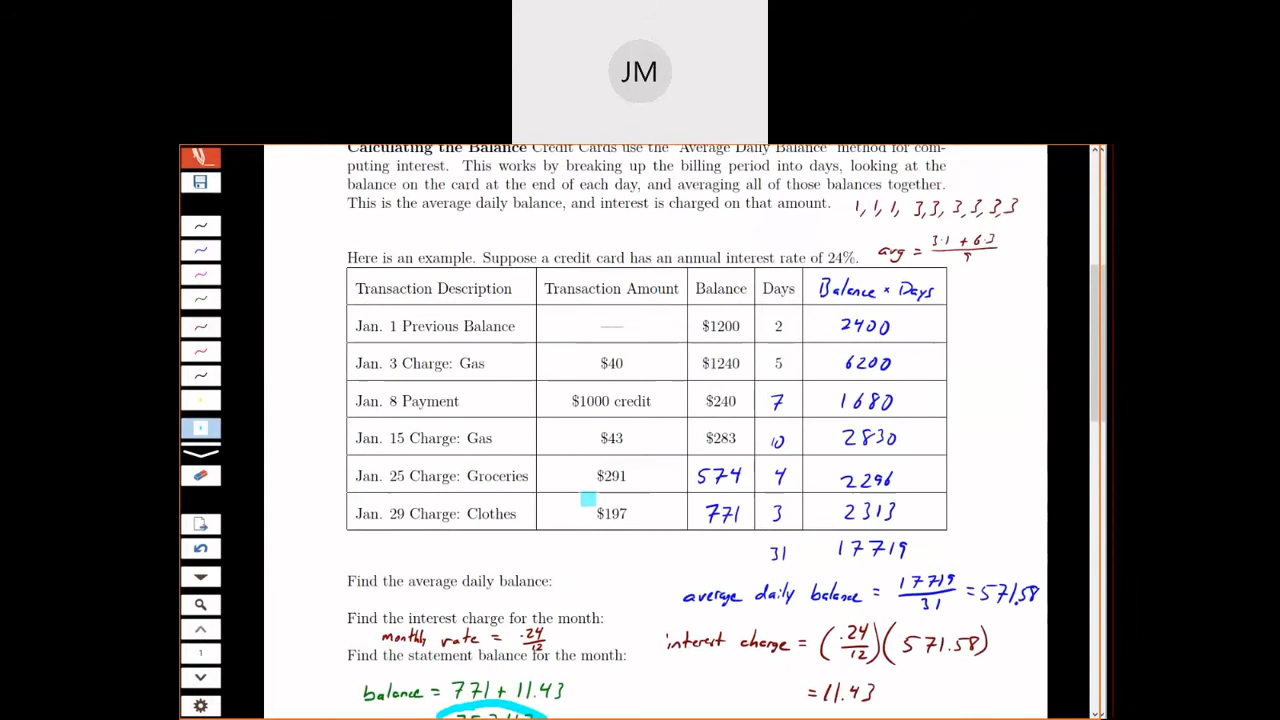 JM
Calculating the Balance Credit Cards use the "Average Daily Balance" method for com-
puting interest. This works by breaking up the billing period into days, looking at the
balance on the card at the end of each day, and averaging all of those balances together.
This is the average daily balance, and interest is charged on that amount. 1, 1, 1, 3,3, 3, 3, 3,3
Here is an example. Suppose a credit card has an annual interest rate of 24%. avg = 3·1 + 6·3 / 9
Transaction Description Transaction Amount Balance Days Balance × Days
Jan. 1 Previous Balance — $1200 2 2400
Jan. 3 Charge: Gas $40 $1240 5 6200
Jan. 8 Payment $1000 credit $240 7 1680
Jan. 15 Charge: Gas $43 $283 10 2830
Jan. 25 Charge: Groceries $291 574 4 2296
Jan. 29 Charge: Clothes $197 771 3 2313
31 17719
Find the average daily balance:
average daily balance = 17719 / 31 = 571.58
Find the interest charge for the month:
monthly rate = .24 / 12
interest charge = (.24 / 12)(571.58)
Find the statement balance for the month:
balance = 771 + 11.43
= 11.43
1